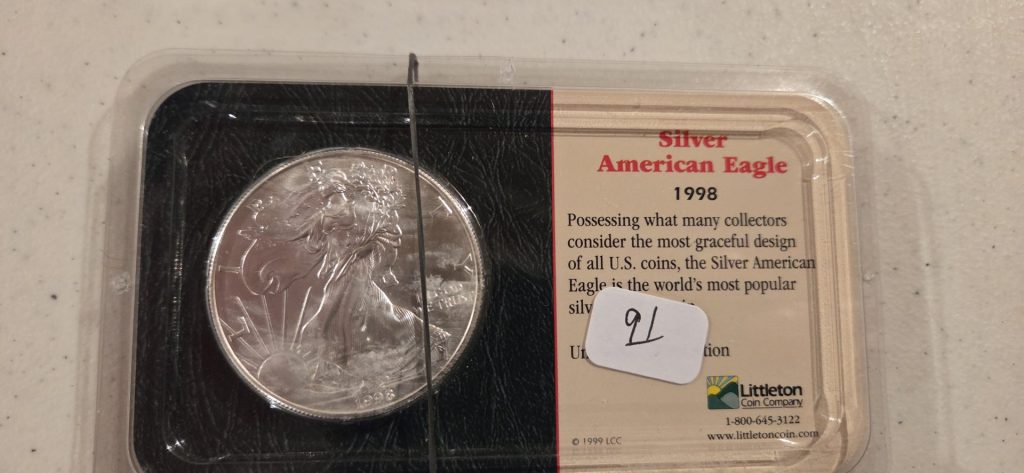 1998
Silver
American Eagle
1998
Possessing what many collectors
consider the most graceful design
of all U.S. coins, the Silver American
Eagle is the world's most popular
silv
tion
Littleton
Coin Company
1-800-645-3122
© 1999 LCC
www.littletoncoin.com